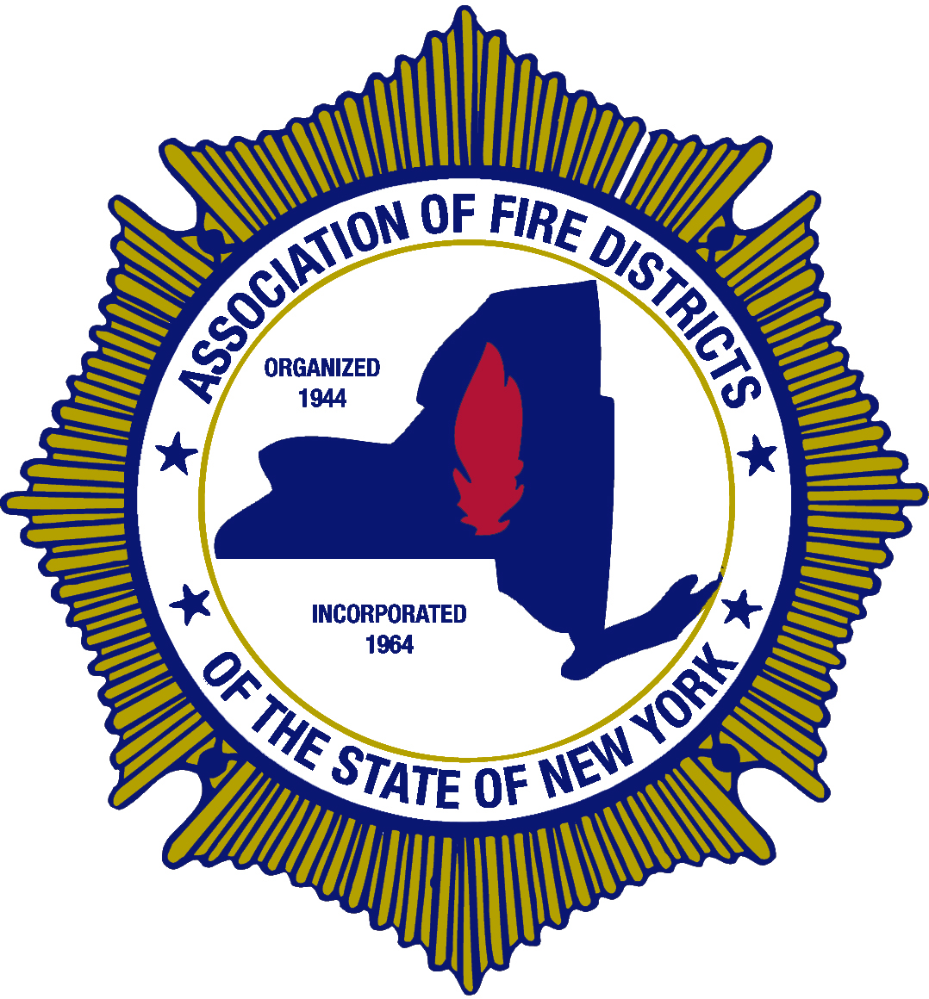 ASSOCIATION OF FIRE DISTRICTS
ORGANIZED
1944
INCORPORATED
1964
OF THE STATE OF NEW YORK